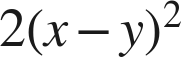 2(x − y)²